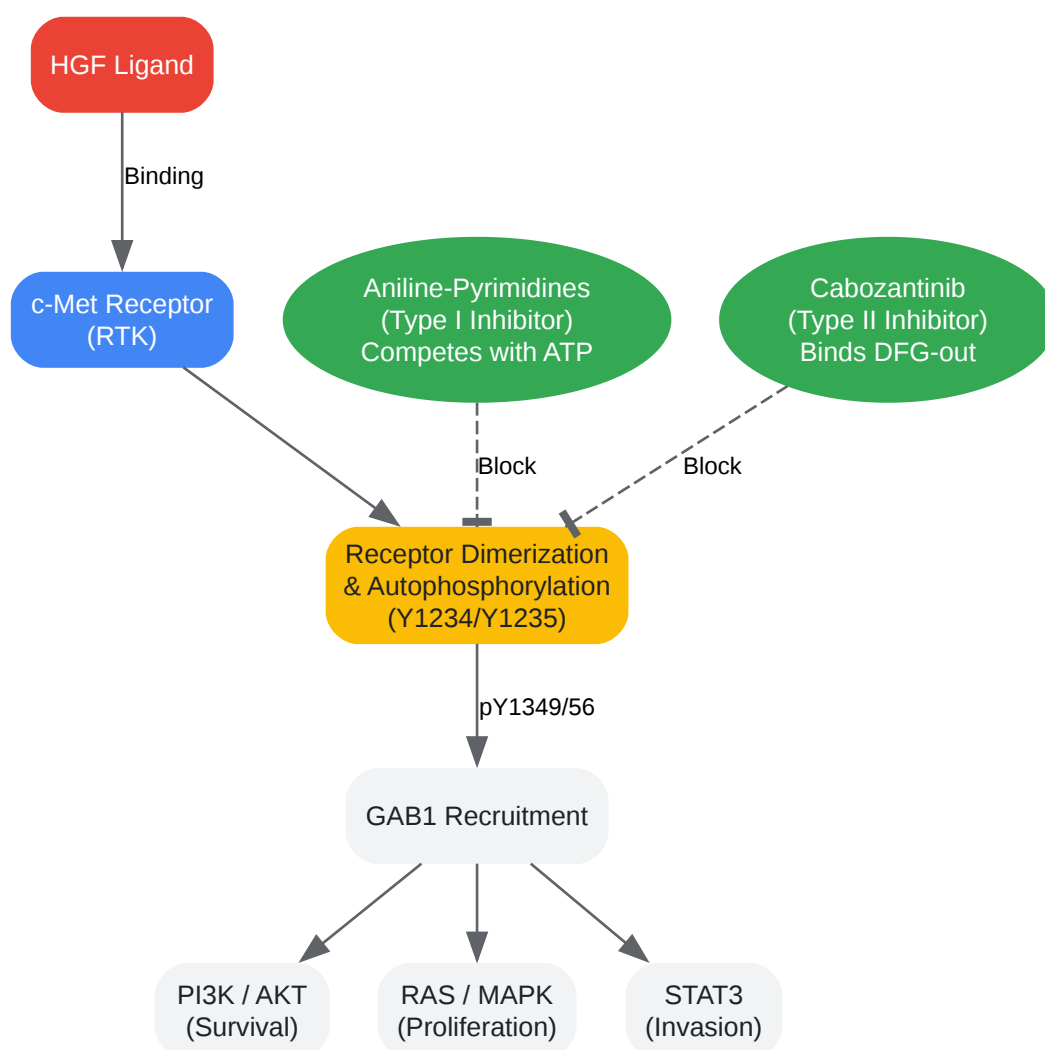 HGF Ligand
Binding
c-Met Receptor
(RTK)
Aniline-Pyrimidines
(Type I Inhibitor)
Competes with ATP
Cabozantinib
(Type II Inhibitor)
Binds DFG-out
Block
Block
Receptor Dimerization
& Autophosphorylation
(Y1234/Y1235)
pY1349/56
GAB1 Recruitment
PI3K / AKT
(Survival)
RAS / MAPK
(Proliferation)
STAT3
(Invasion)